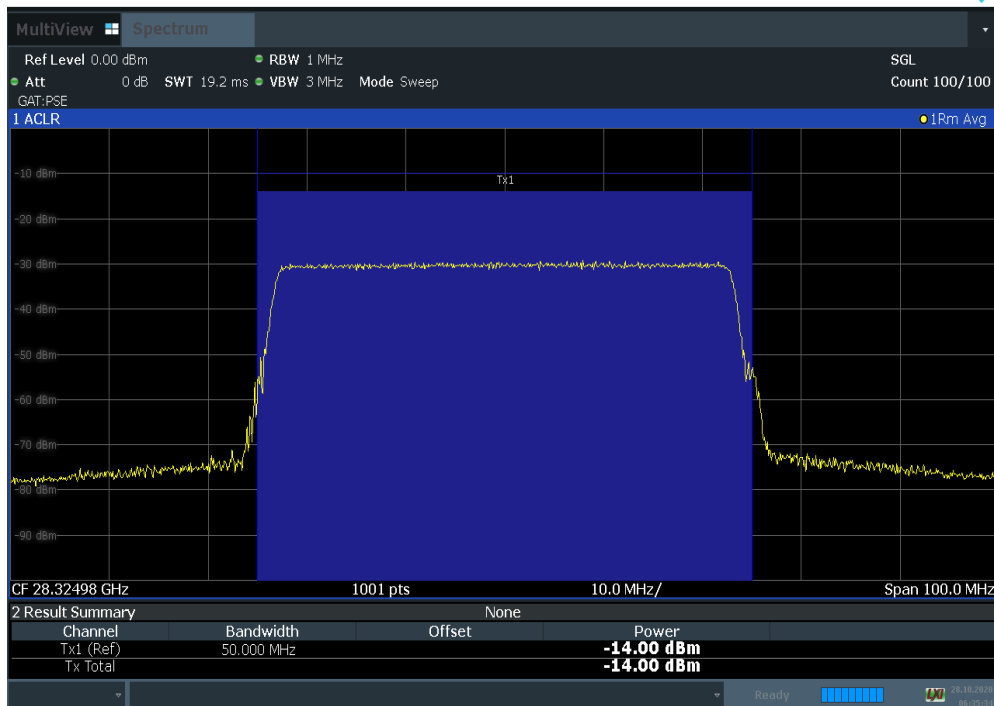 MultiView Spectrum
Ref Level 0.00 dBm RBW 1 MHz SGL
Att 0 dB SWT 19.2 ms VBW 3 MHz Mode Sweep Count 100/100
GAT:PSE
1 ACLR 1Rm Avg
-10 dBm
Tx1
-20 dBm
-30 dBm
-40 dBm
-50 dBm
-60 dBm
-70 dBm
-80 dBm
-90 dBm
CF 28.32498 GHz 1001 pts 10.0 MHz/ Span 100.0 MHz
2 Result Summary None
Channel Bandwidth Offset Power
Tx1 (Ref) 50.000 MHz -14.00 dBm
Tx Total -14.00 dBm
Ready LXI 28.10.2020
06:35:34